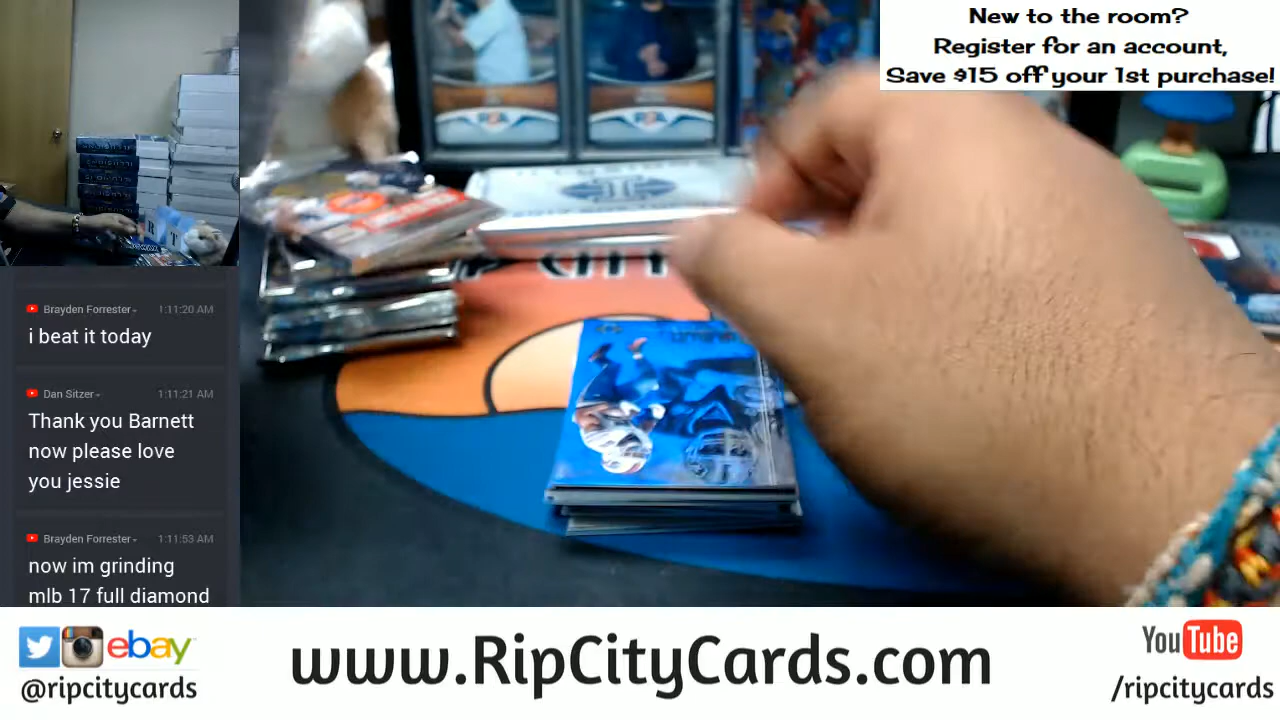 New to the room?
Register for an account,
Save $15 off your 1st purchase!
Brayden Forrester
1:11:20 AM
i beat it today
Dan Sitzer
1:11:21 AM
Thank you Barnett
now please love
you jessie
Brayden Forrester
1:11:53 AM
now im grinding
mlb 17 full diamond
ebay
@ripcitycards
www.RipCityCards.com
YouTube
/ripcitycards